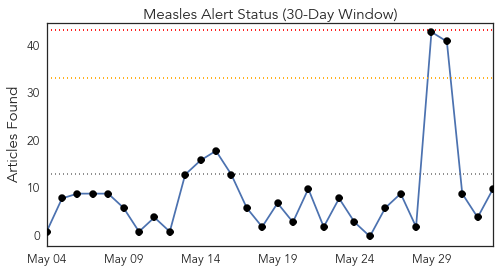 Measles Alert Status (30-Day Window)
Articles Found
40
30
20
10
0
May 04 May 09 May 14 May 19 May 24 May 29